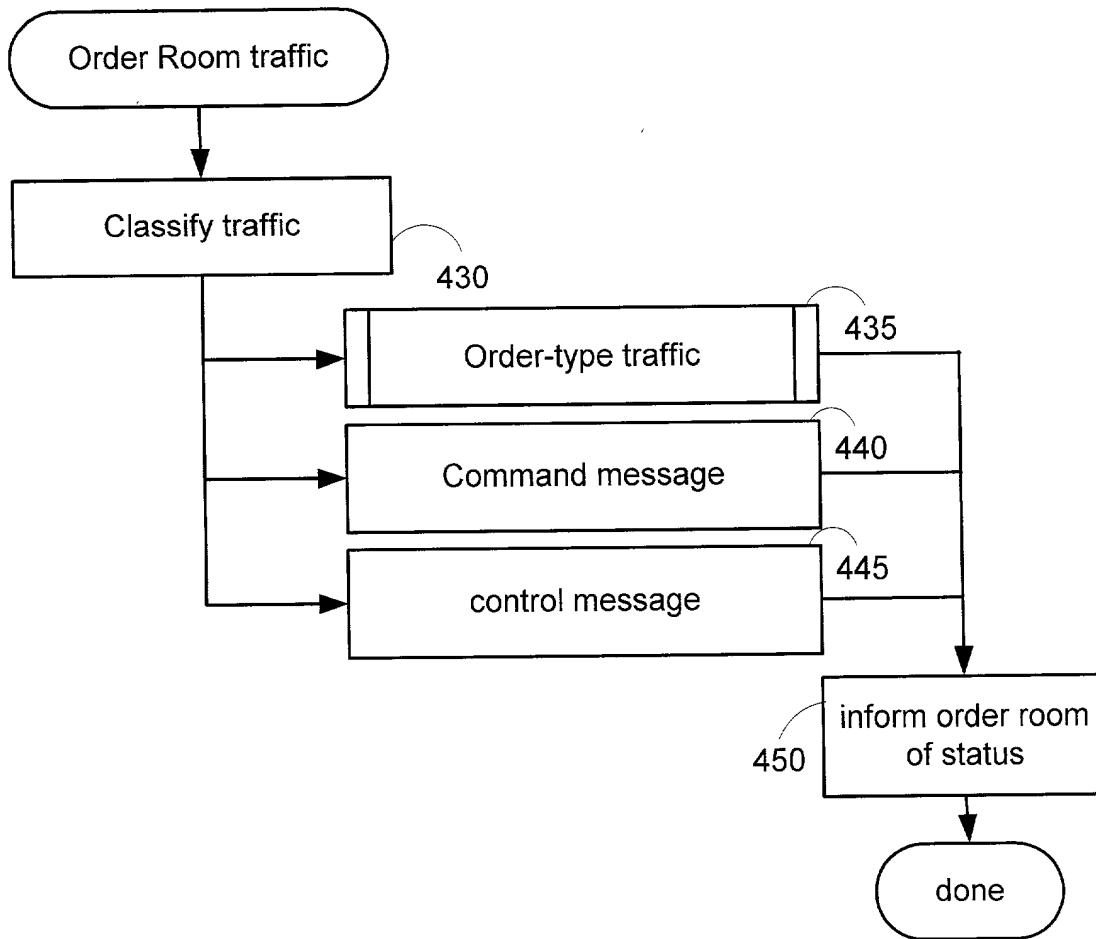 Order Room traffic
Classify traffic
430
Order-type traffic
435
Command message
440
control message
445
inform order room
of status
450
done